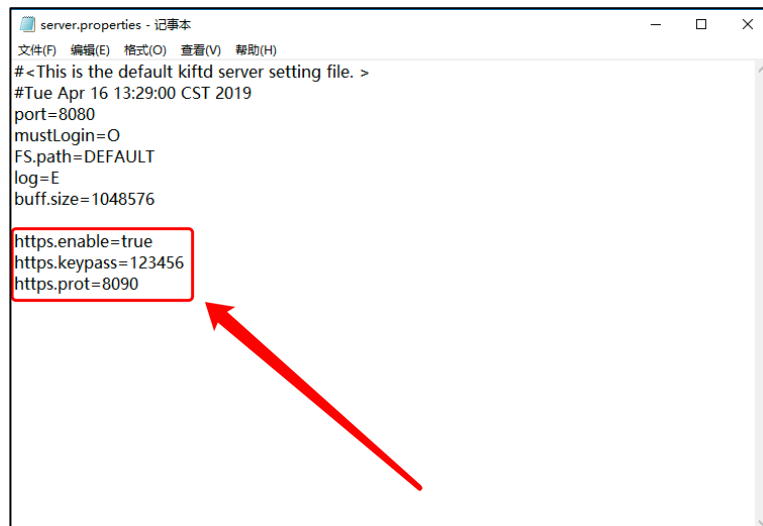 server.properties - 记事本
文件(F) 编辑(E) 格式(O) 查看(V) 帮助(H)
#<This is the default kiftd server setting file. >
#Tue Apr 16 13:29:00 CST 2019
port=8080
mustLogin=O
FS.path=DEFAULT
log=E
buff.size=1048576
https.enable=true
https.keypass=123456
https.prot=8090